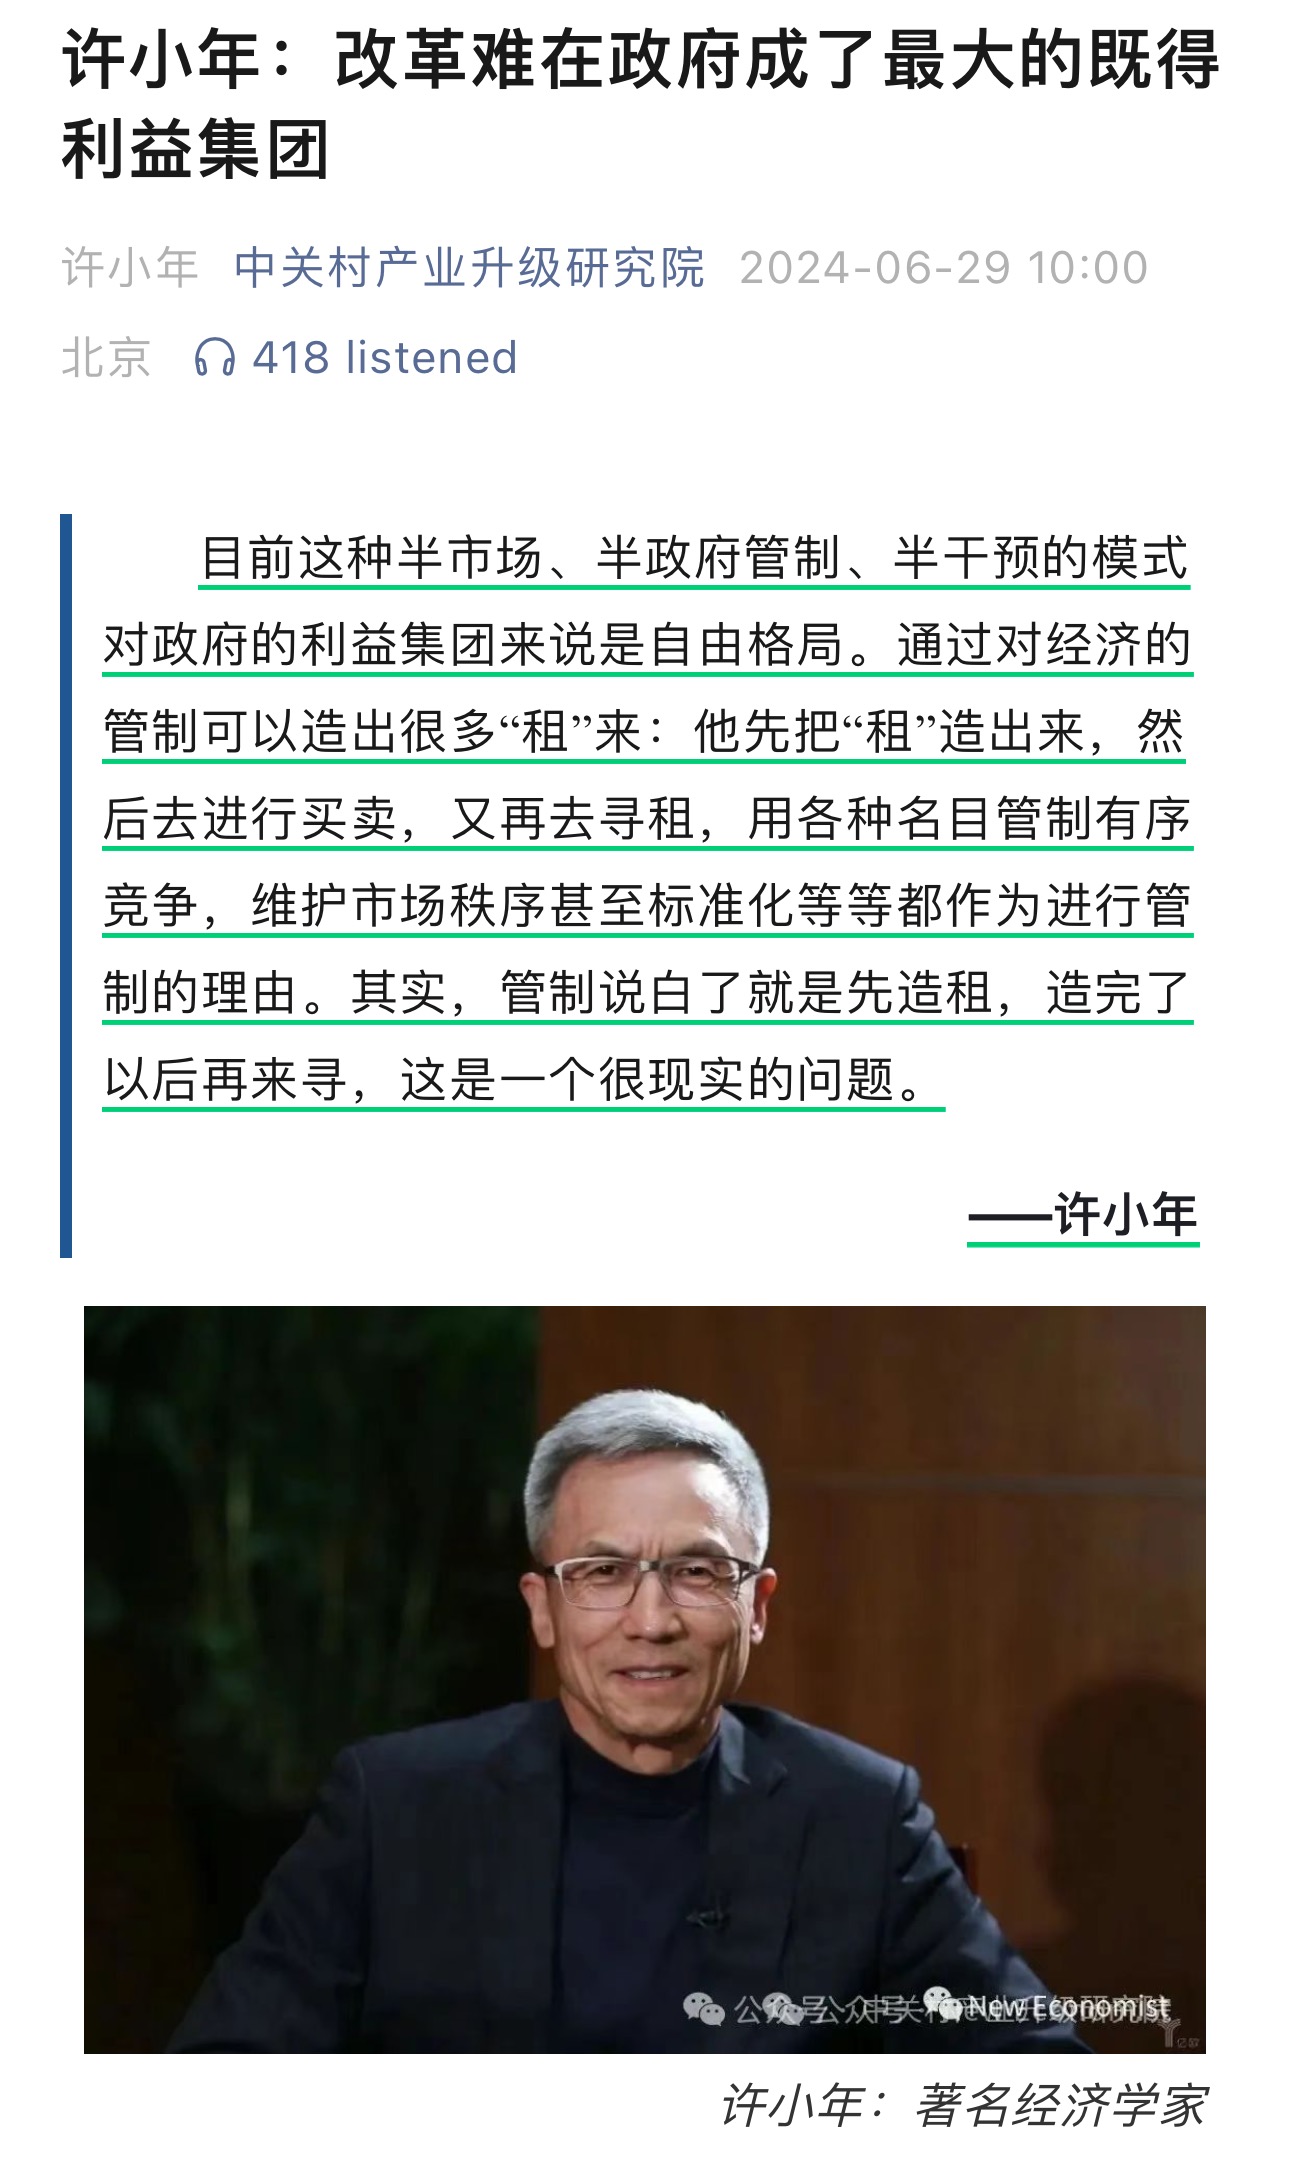 许小年：改革难在政府成了最大的既得
利益集团
许小年 中关村产业升级研究院 2024-06-29 10:00
北京 418 listened
目前这种半市场、半政府管制、半干预的模式
对政府的利益集团来说是自由格局。通过对经济的
管制可以造出很多“租”来：他先把“租”造出来，然
后去进行买卖，又再去寻租，用各种名目管制有序
竞争，维护市场秩序甚至标准化等等都作为进行管
制的理由。其实，管制说白了就是先造租，造完了
以后再来寻，这是一个很现实的问题。
——许小年
公众号 公众号 New Economist
亿欧
许小年：著名经济学家